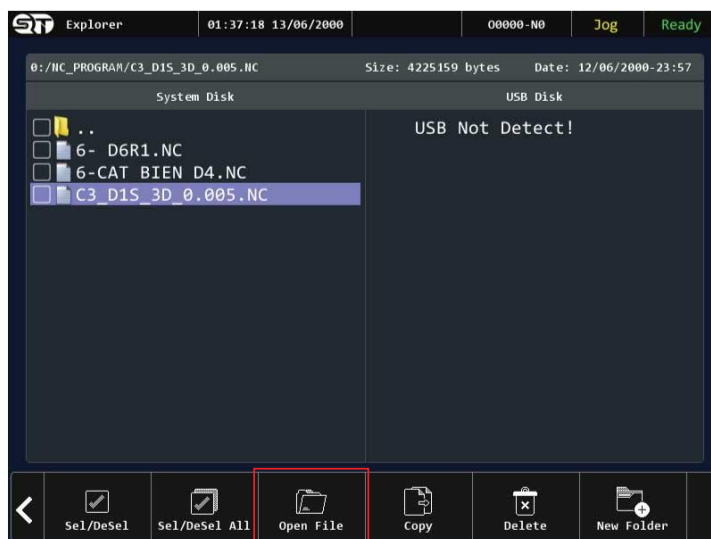 ST Explorer 01:37:18 13/06/2000 O0000-N0 Jog Ready
0:/NC_PROGRAM/C3_D1S_3D_0.005.NC Size: 4225159 bytes Date: 12/06/2000-23:57
System Disk USB Disk
..
6- D6R1.NC
6-CAT BIEN D4.NC
C3_D1S_3D_0.005.NC
USB Not Detect!
Sel/DeSel Sel/DeSel All Open File Copy Delete New Folder